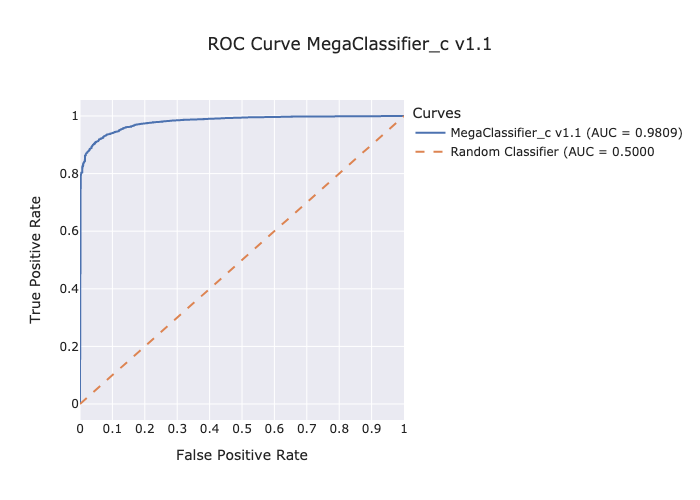 ROC Curve MegaClassifier_c v1.1
Curves
MegaClassifier_c v1.1 (AUC = 0.9809)
Random Classifier (AUC = 0.5000
True Positive Rate
1
0.8
0.6
0.4
0.2
0
0 0.1 0.2 0.3 0.4 0.5 0.6 0.7 0.8 0.9 1
False Positive Rate